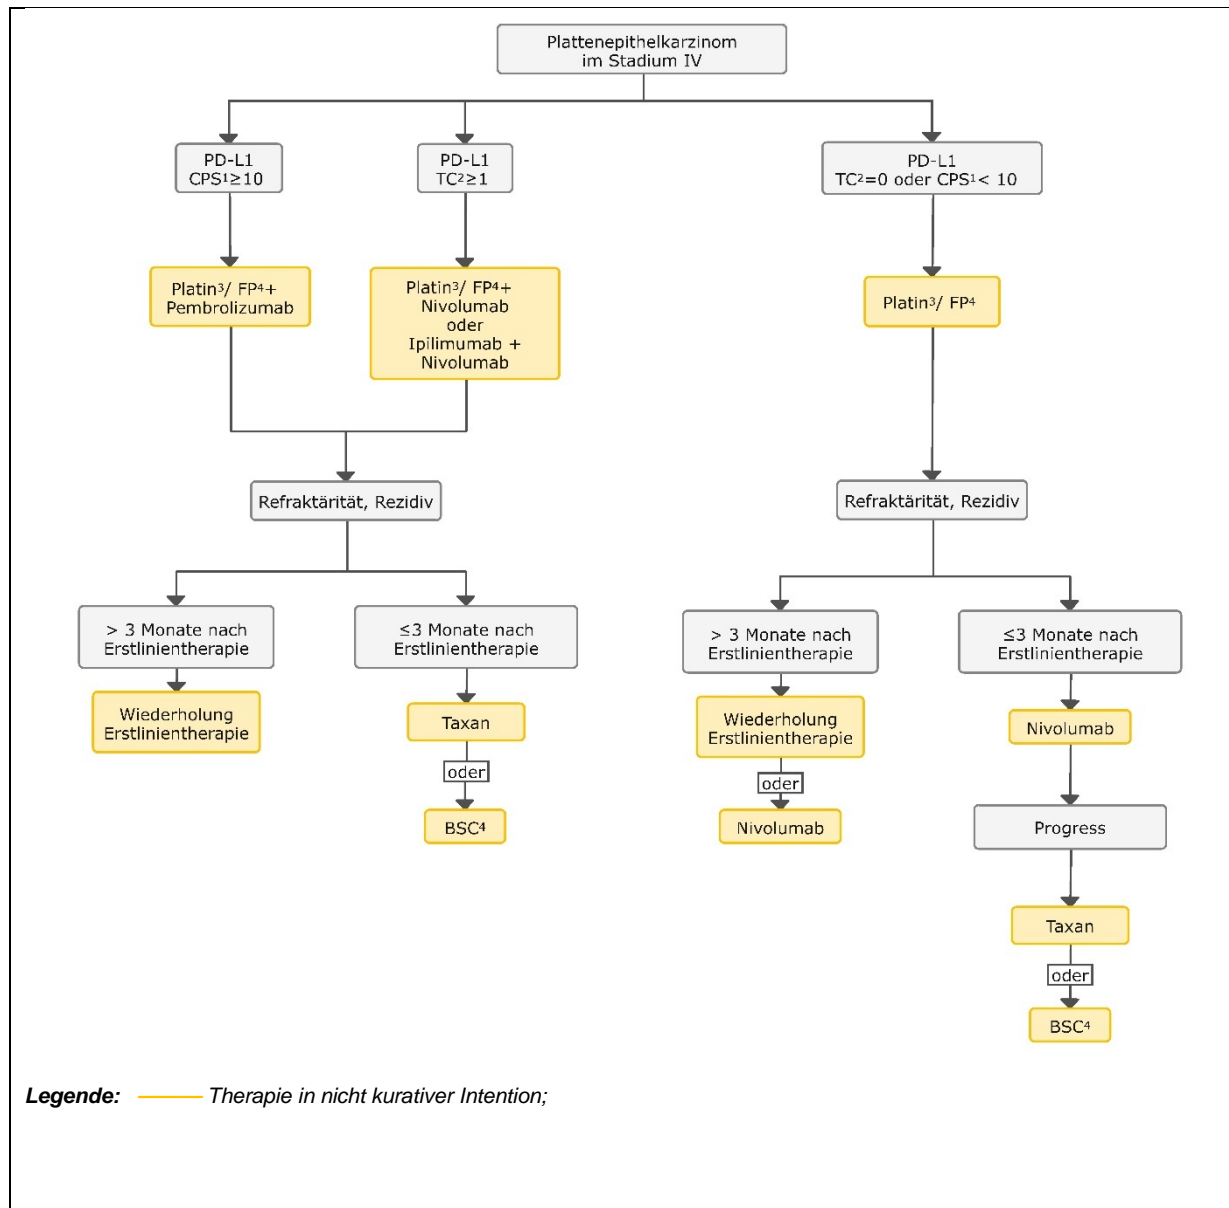 Plattenepithelkarzinom
im Stadium IV
PD-L1
CPS¹≥10
PD-L1
TC²≥1
PD-L1
TC²=0 oder CPS¹< 10
Platin³/ FP⁴+
Pembrolizumab
Platin³/ FP⁴+
Nivolumab
oder
Ipilimumab +
Nivolumab
Platin³/ FP⁴
Refraktärität, Rezidiv
Refraktärität, Rezidiv
> 3 Monate nach
Erstlinientherapie
≤3 Monate nach
Erstlinientherapie
> 3 Monate nach
Erstlinientherapie
≤3 Monate nach
Erstlinientherapie
Wiederholung
Erstlinientherapie
Taxan
oder
BSC⁴
Wiederholung
Erstlinientherapie
oder
Nivolumab
Nivolumab
Progress
Taxan
oder
BSC⁴
Legende: Therapie in nicht kurativer Intention;